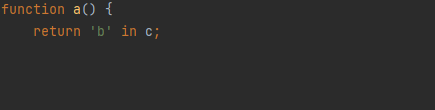 function a() {
    return 'b' in c;